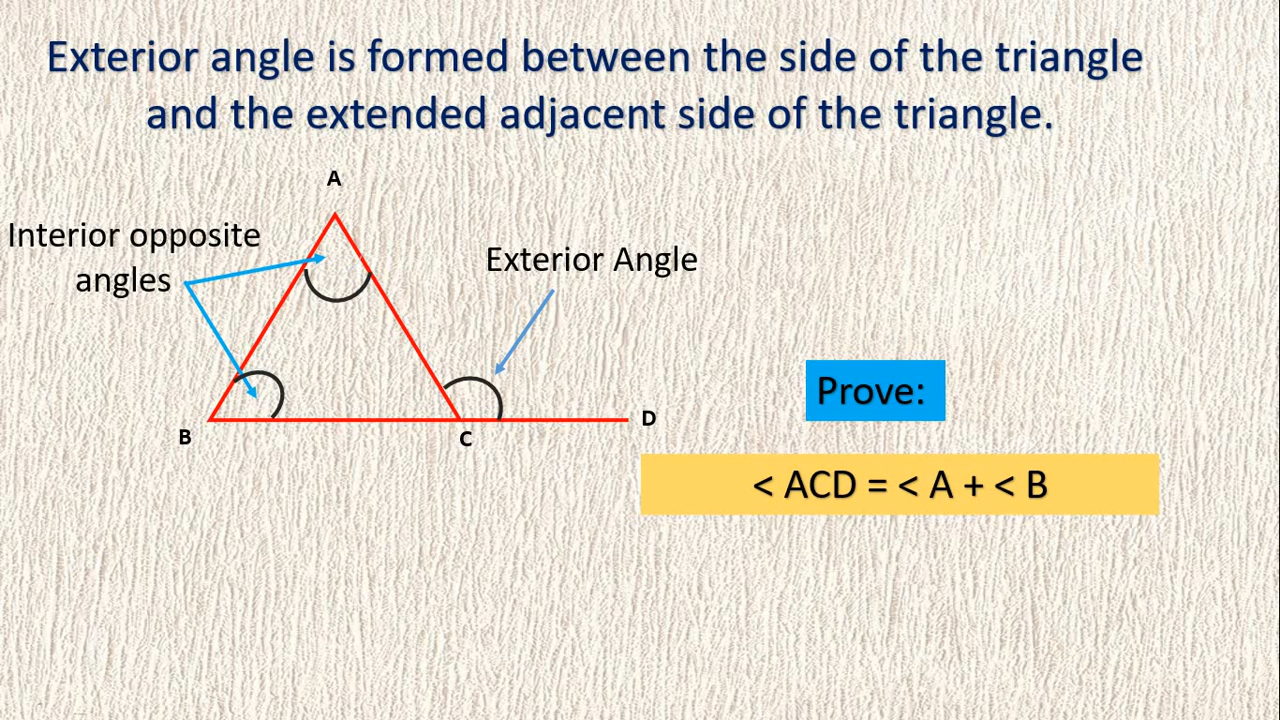 Exterior angle is formed between the side of the triangle
and the extended adjacent side of the triangle.
A
Interior opposite
angles
Exterior Angle
B
C
D
Prove:
< ACD = < A + < B